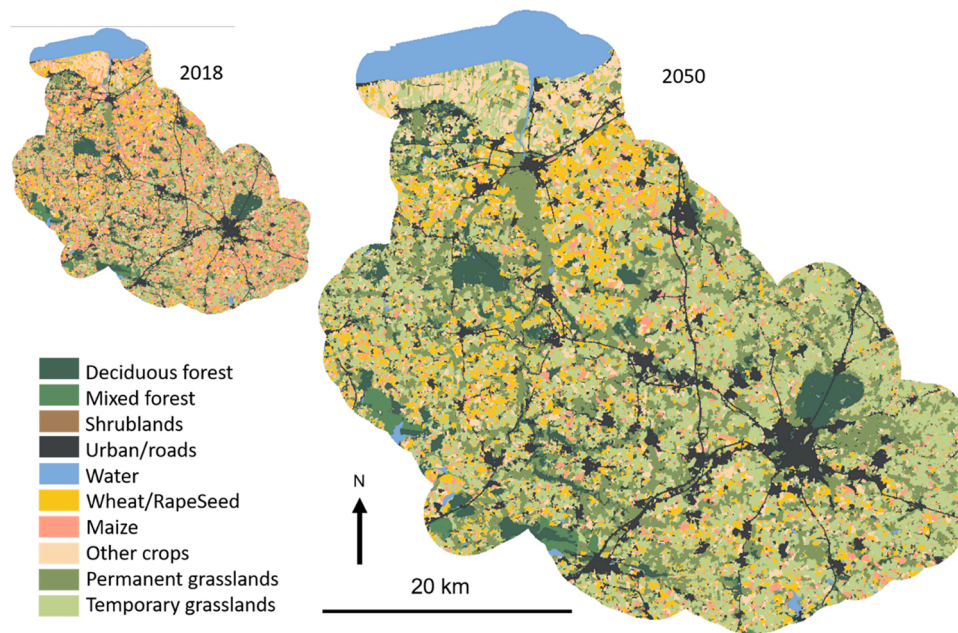 2018
2050
Deciduous forest
Mixed forest
Shrublands
Urban/roads
Water
Wheat/RapeSeed
Maize
Other crops
Permanent grasslands
Temporary grasslands
N
20 km